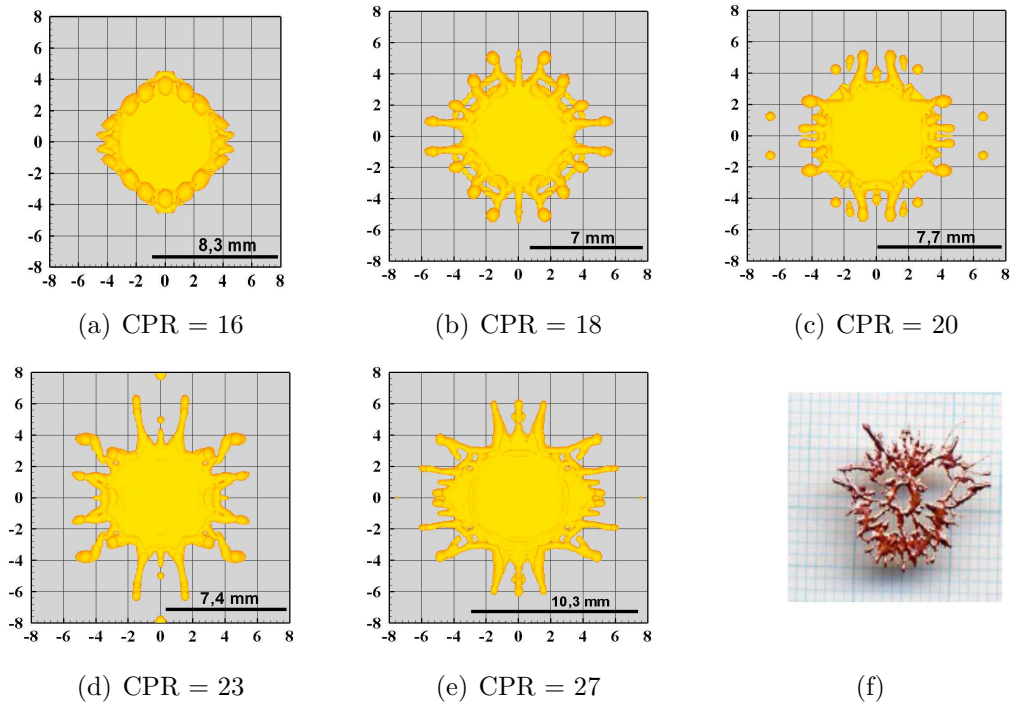 8
6
4
2
0
-2
-4
-6
-8
8,3 mm
-8 -6 -4 -2 0 2 4 6 8
(a) CPR = 16
8
6
4
2
0
-2
-4
-6
-8
7 mm
-8 -6 -4 -2 0 2 4 6 8
(b) CPR = 18
8
6
4
2
0
-2
-4
-6
-8
7,7 mm
-8 -6 -4 -2 0 2 4 6 8
(c) CPR = 20
8
6
4
2
0
-2
-4
-6
-8
7,4 mm
-8 -6 -4 -2 0 2 4 6 8
(d) CPR = 23
8
6
4
2
0
-2
-4
-6
-8
10,3 mm
-8 -6 -4 -2 0 2 4 6 8
(e) CPR = 27
(f)